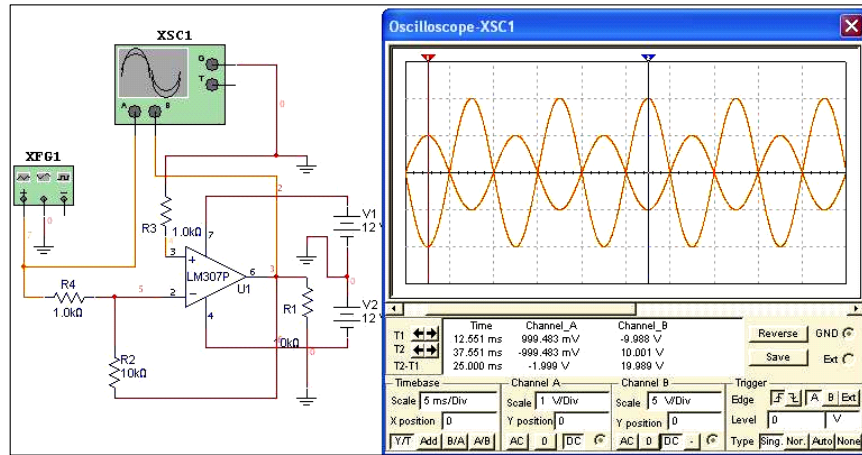 XSC1
G
T
A
B
0
XFG1
2
R3
1.0kΩ
7
3
LM307P
6
3
U1
2
4
V1
12 V
0
V2
12 V
R4
1.0kΩ
5
R1
0
R2
10kΩ
Oscilloscope-XSC1
Time Channel_A Channel_B
T1 12.551 ms 999.483 mV -9.988 V
T2 37.551 ms -999.483 mV 10.001 V
T2-T1 25.000 ms -1.999 V 19.989 V
Reverse GND
Save Ext
Timebase Channel A Channel B Trigger
Scale 5 ms/Div Scale 1 V/Div Scale 5 V/Div Edge A B Ext
X position 0 Y position 0 Y position 0 Level 0 V
Y/T Add B/A A/B AC 0 DC AC 0 DC - Type Sing. Nor. Auto None